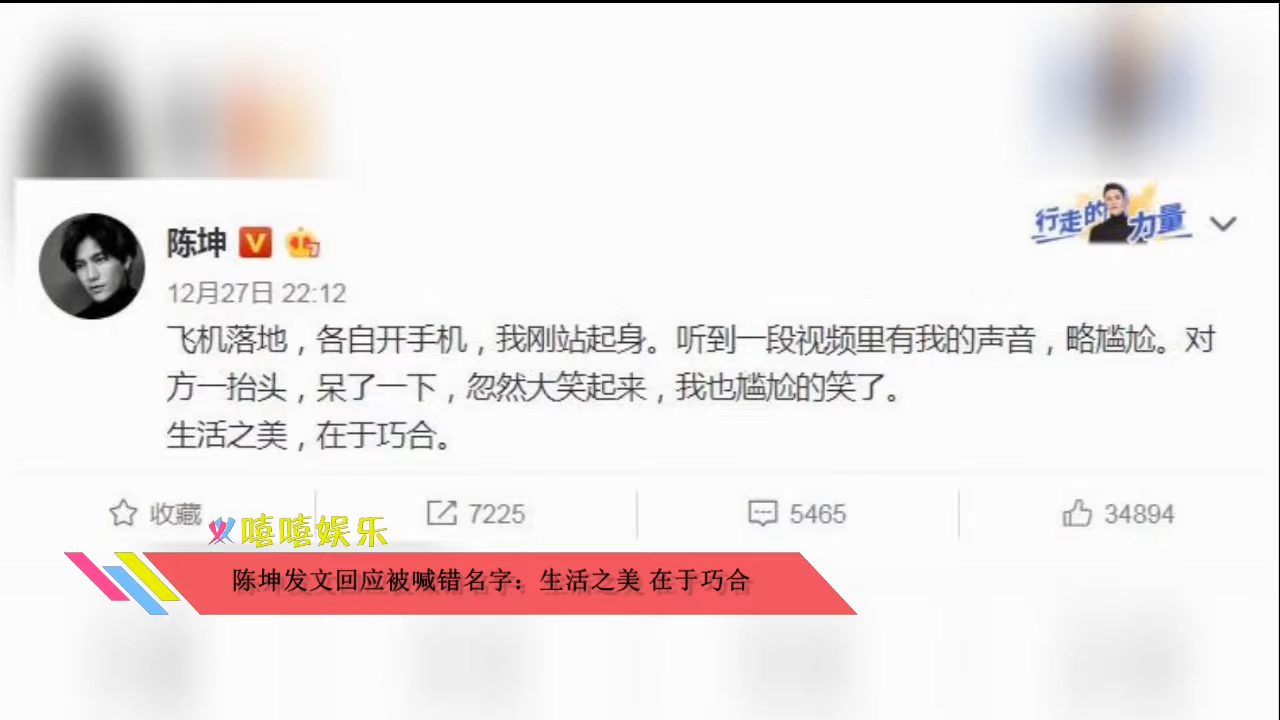 陈坤
行走的力量
12月27日 22:12
飞机落地，各自开手机，我刚站起身。听到一段视频里有我的声音，略尴尬。对
方一抬头，呆了一下，忽然大笑起来，我也尴尬的笑了。
生活之美，在于巧合。
收藏
7225
5465
34894
嘻嘻娱乐
陈坤发文回应被喊错名字：生活之美 在于巧合